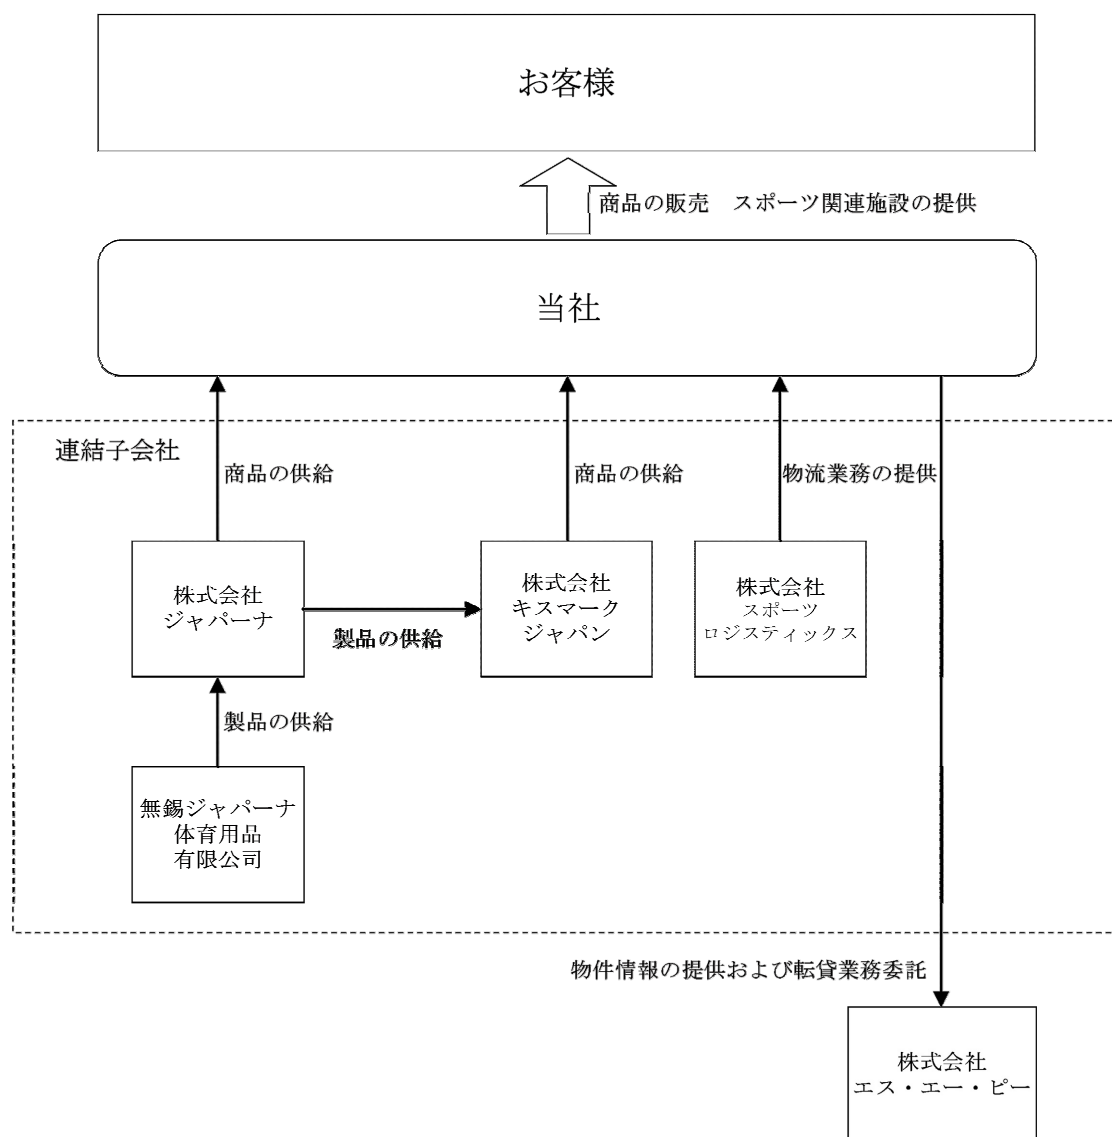 お客様
商品の販売　スポーツ関連施設の提供
当社
連結子会社
商品の供給
商品の供給
物流業務の提供
株式会社
ジャパーナ
製品の供給
株式会社
キスマーク
ジャパン
株式会社
スポーツ
ロジスティックス
製品の供給
無錫ジャパーナ
体育用品
有限公司
物件情報の提供および転貸業務委託
株式会社
エス・エー・ピー